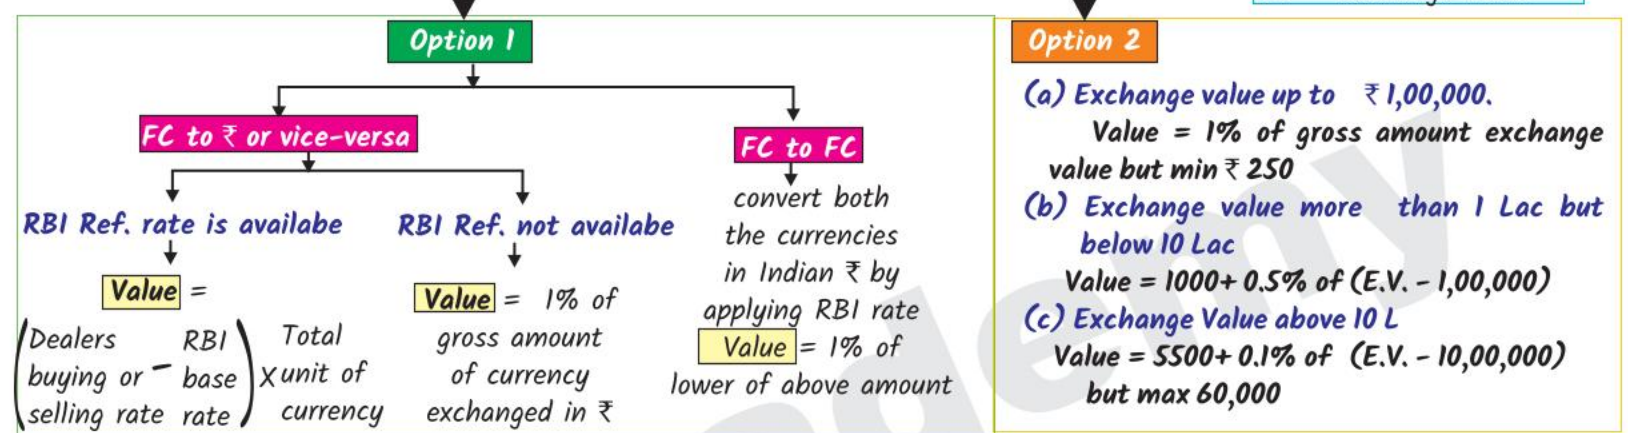 Option 1
FC to ₹ or vice-versa
RBI Ref. rate is availabe
Value =
Dealers buying or selling rate - RBI base rate X Total unit of currency
RBI Ref. not availabe
Value = 1% of
gross amount
of currency
exchanged in ₹
FC to FC
convert both
the currencies
in Indian ₹ by
applying RBI rate
Value = 1% of
lower of above amount
Option 2
(a) Exchange value up to ₹ 1,00,000.
Value = 1% of gross amount exchange
value but min ₹ 250
(b) Exchange value more than 1 Lac but
below 10 Lac
Value = 1000+ 0.5% of (E.V. - 1,00,000)
(c) Exchange Value above 10 L
Value = 5500+ 0.1% of (E.V. - 10,00,000)
but max 60,000
ademy